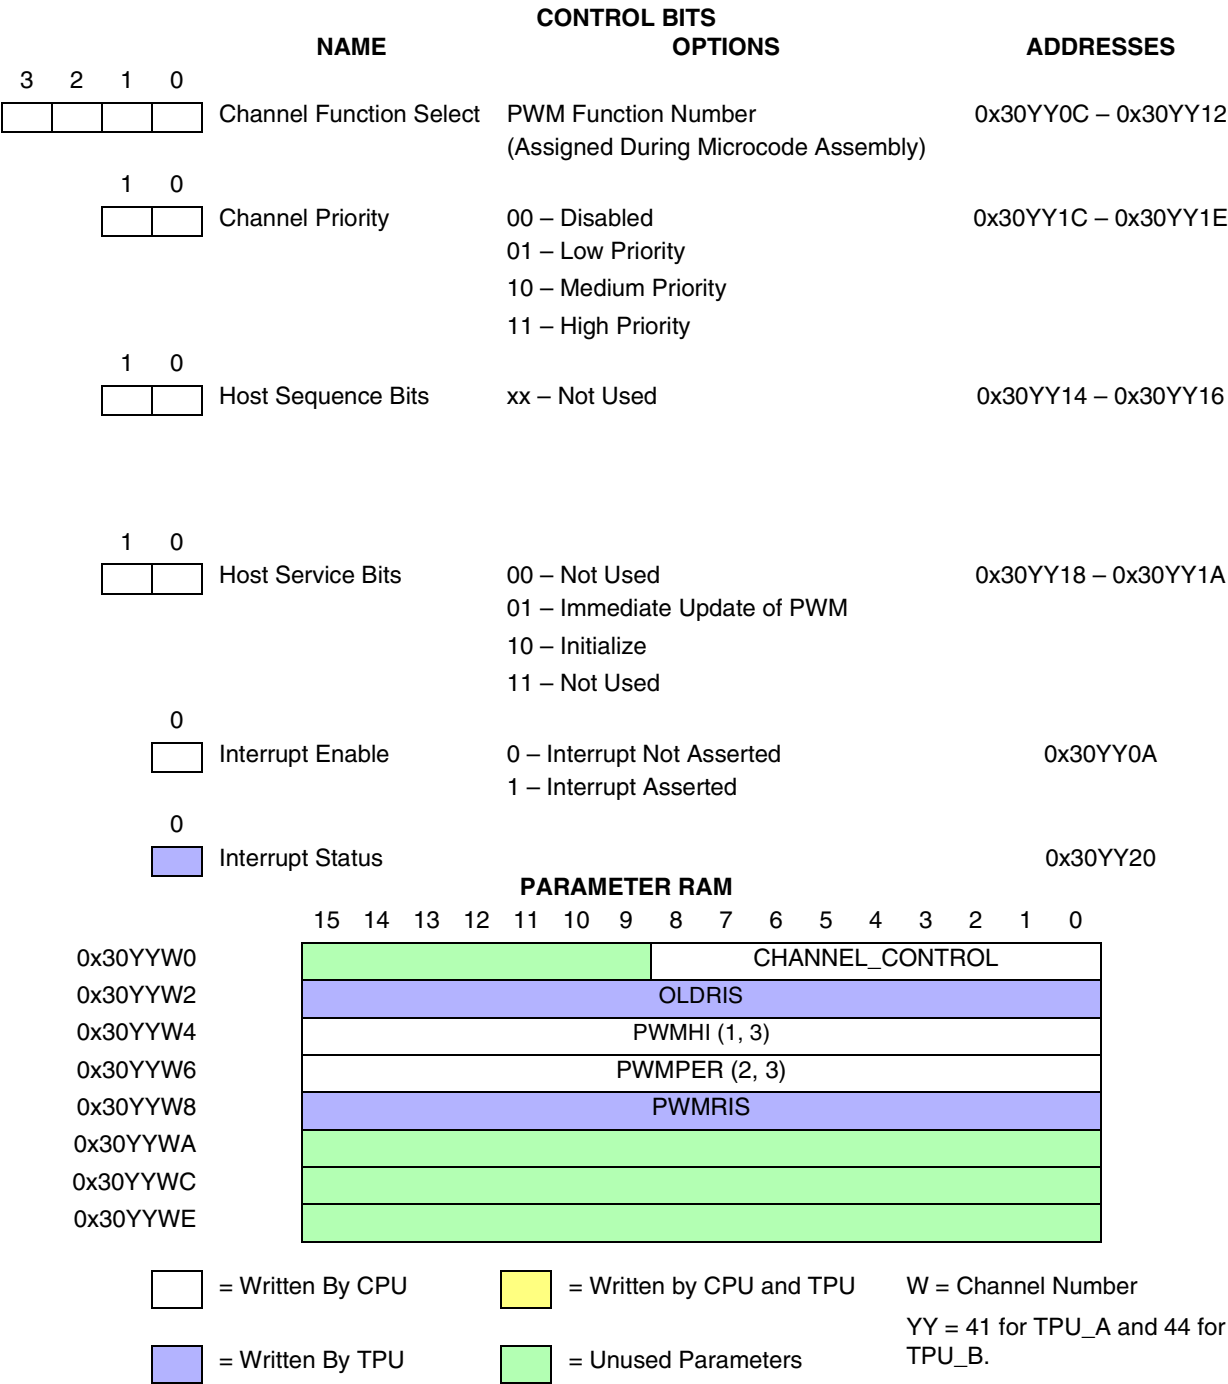 CONTROL BITS
NAME OPTIONS ADDRESSES
3 2 1 0
Channel Function Select PWM Function Number 0x30YY0C – 0x30YY12
(Assigned During Microcode Assembly)
1 0
Channel Priority 00 – Disabled 0x30YY1C – 0x30YY1E
01 – Low Priority
10 – Medium Priority
11 – High Priority
1 0
Host Sequence Bits xx – Not Used 0x30YY14 – 0x30YY16
1 0
Host Service Bits 00 – Not Used 0x30YY18 – 0x30YY1A
01 – Immediate Update of PWM
10 – Initialize
11 – Not Used
0
Interrupt Enable 0 – Interrupt Not Asserted 0x30YY0A
1 – Interrupt Asserted
0
Interrupt Status 0x30YY20
PARAMETER RAM
15 14 13 12 11 10 9 8 7 6 5 4 3 2 1 0
0x30YYW0 CHANNEL_CONTROL
0x30YYW2 OLDRIS
0x30YYW4 PWMHI (1, 3)
0x30YYW6 PWMPER (2, 3)
0x30YYW8 PWMRIS
0x30YYWA
0x30YYWC
0x30YYWE
= Written By CPU = Written by CPU and TPU W = Channel Number
YY = 41 for TPU_A and 44 for
= Written By TPU = Unused Parameters TPU_B.